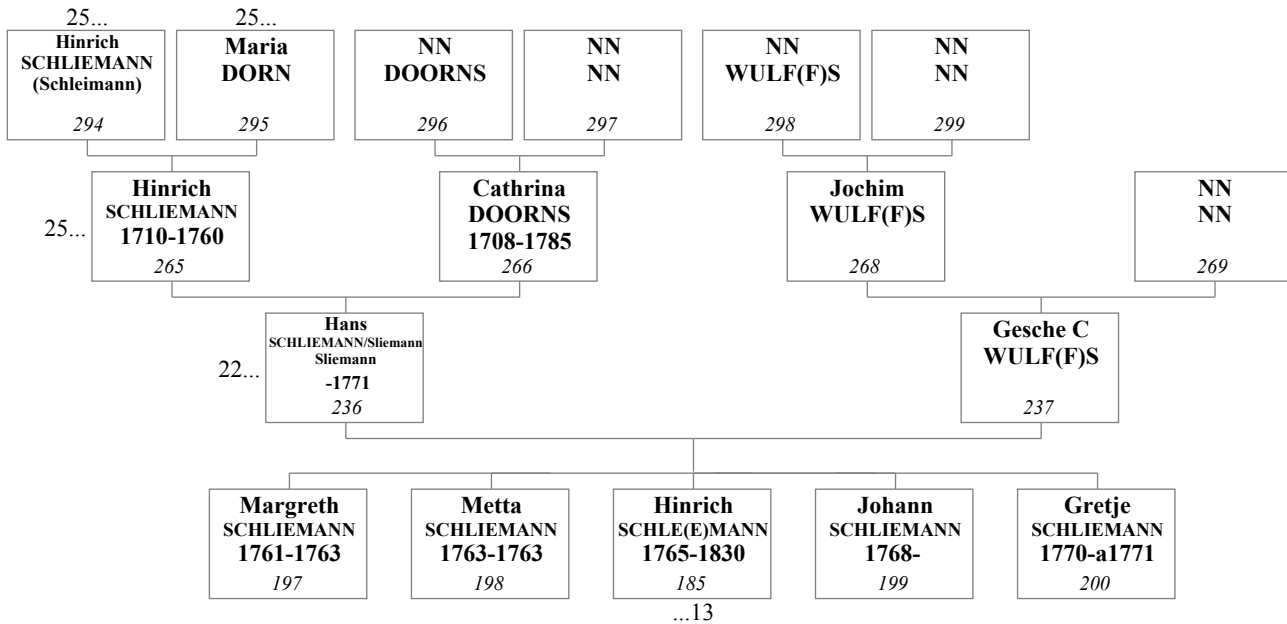 25...
25...
Hinrich
SCHLIEMANN
(Schleimann)
294
Maria
DORN
295
NN
DOORNS
296
NN
NN
297
NN
WULF(F)S
298
NN
NN
299
25...
Hinrich
SCHLIEMANN
1710-1760
265
Cathrina
DOORNS
1708-1785
266
Jochim
WULF(F)S
268
NN
NN
269
22...
Hans
SCHLIEMANN/Sliemann
Sliemann
-1771
236
Gesche C
WULF(F)S
237
Margreth
SCHLIEMANN
1761-1763
197
Metta
SCHLIEMANN
1763-1763
198
Hinrich
SCHLE(E)MANN
1765-1830
185
Johann
SCHLIEMANN
1768-
199
Gretje
SCHLIEMANN
1770-a1771
200
...13